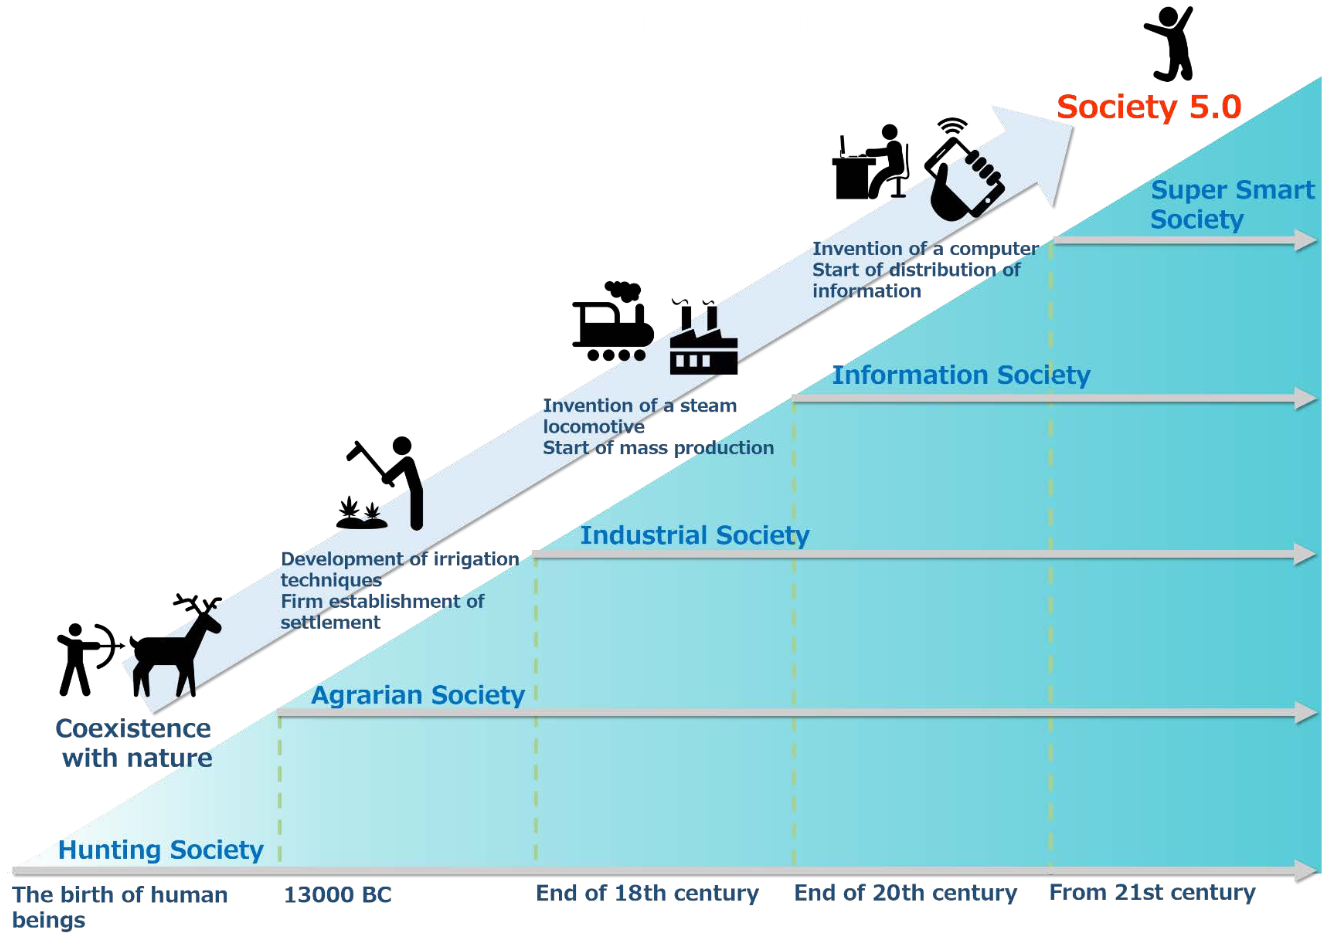 Society 5.0
Super Smart
Society
Invention of a computer
Start of distribution of
information
Information Society
Invention of a steam
locomotive
Start of mass production
Industrial Society
Development of irrigation
techniques
Firm establishment of
settlement
Agrarian Society
Coexistence
with nature
Hunting Society
The birth of human
beings
13000 BC
End of 18th century
End of 20th century
From 21st century